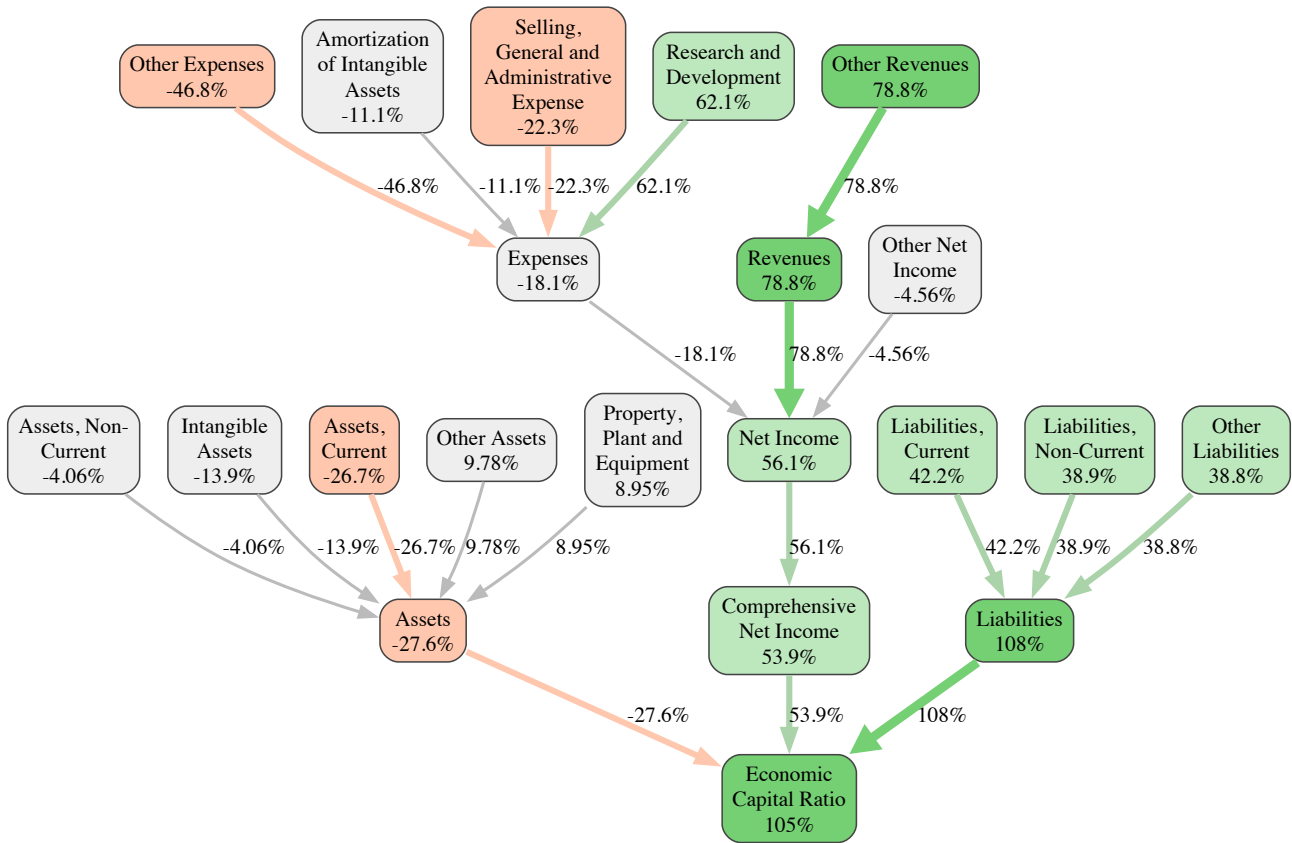 Other Expenses
-46.8%
Amortization
of Intangible
Assets
-11.1%
Selling,
General and
Administrative
Expense
-22.3%
Research and
Development
62.1%
Other Revenues
78.8%
-46.8%
-11.1%
-22.3%
62.1%
78.8%
Expenses
-18.1%
Revenues
78.8%
Other Net
Income
-4.56%
-18.1%
78.8%
-4.56%
Assets, Non-
Current
-4.06%
Intangible
Assets
-13.9%
Assets,
Current
-26.7%
Other Assets
9.78%
Property,
Plant and
Equipment
8.95%
Net Income
56.1%
Liabilities,
Current
42.2%
Liabilities,
Non-Current
38.9%
Other
Liabilities
38.8%
-4.06%
-13.9%
-26.7%
9.78%
8.95%
56.1%
42.2%
38.9%
38.8%
Assets
-27.6%
Comprehensive
Net Income
53.9%
Liabilities
108%
-27.6%
53.9%
108%
Economic
Capital Ratio
105%